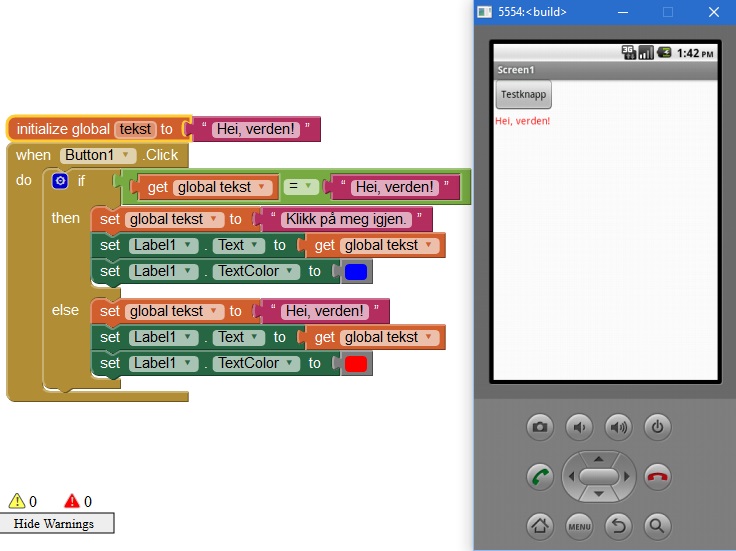 initialize global tekst to " Hei, verden! "
when Button1 .Click
do if get global tekst = " Hei, verden! "
then set global tekst to " Klikk på meg igjen. "
set Label1 . Text to get global tekst
set Label1 . TextColor to
else set global tekst to " Hei, verden! "
set Label1 . Text to get global tekst
set Label1 . TextColor to
0 0
Hide Warnings
5554:<build>
3G 1:42 PM
Screen1
Testknapp
Hei, verden!
MENU